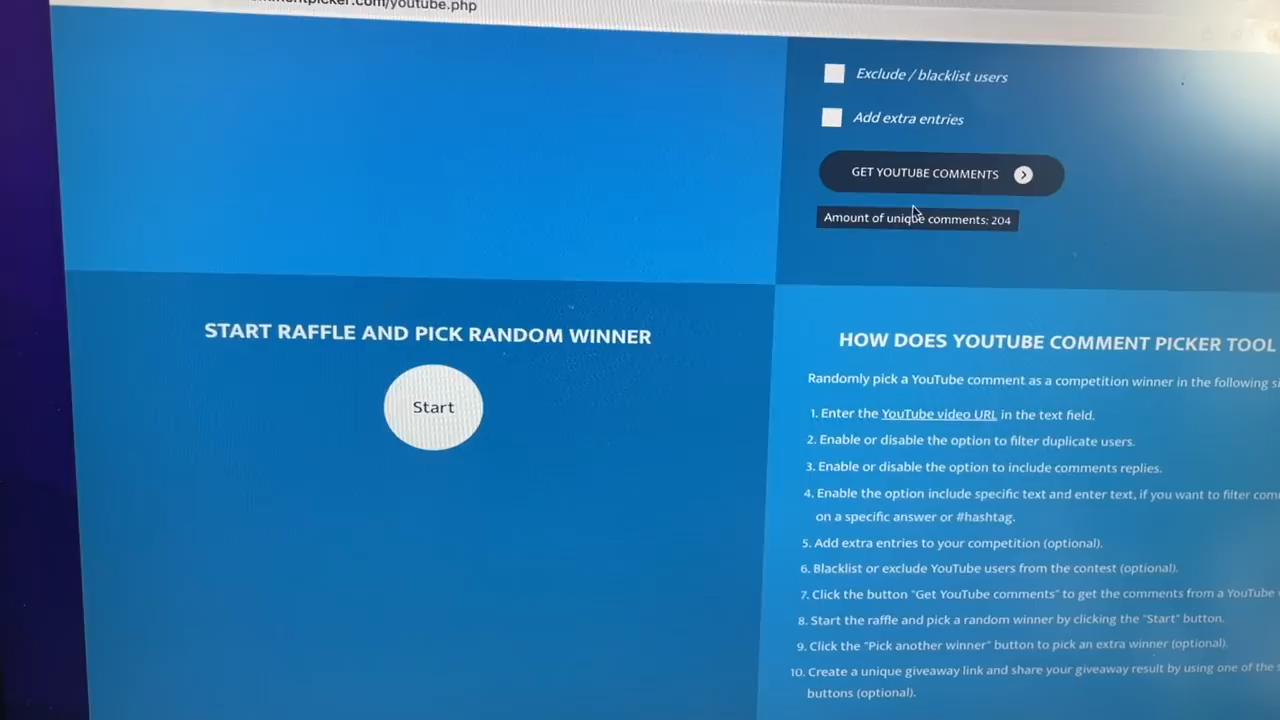 mentpicker.com/youtube.php
Exclude / blacklist users
Add extra entries
GET YOUTUBE COMMENTS
Amount of unique comments: 204
START RAFFLE AND PICK RANDOM WINNER
Start
HOW DOES YOUTUBE COMMENT PICKER TOOL
Randomly pick a YouTube comment as a competition winner in the following
1. Enter the YouTube video URL in the text field.
2. Enable or disable the option to filter duplicate users.
3. Enable or disable the option to include comments replies.
4. Enable the option include specific text and enter text, if you want to filter
on a specific answer or #hashtag.
5. Add extra entries to your competition (optional).
6. Blacklist or exclude YouTube users from the contest (optional).
7. Click the button "Get YouTube comments" to get the comments from a YouTube
8. Start the raffle and pick a random winner by clicking the "Start" button.
9. Click the "Pick another winner" button to pick an extra winner (optional).
10. Create a unique giveaway link and share your giveaway result by using one of the
buttons (optional).